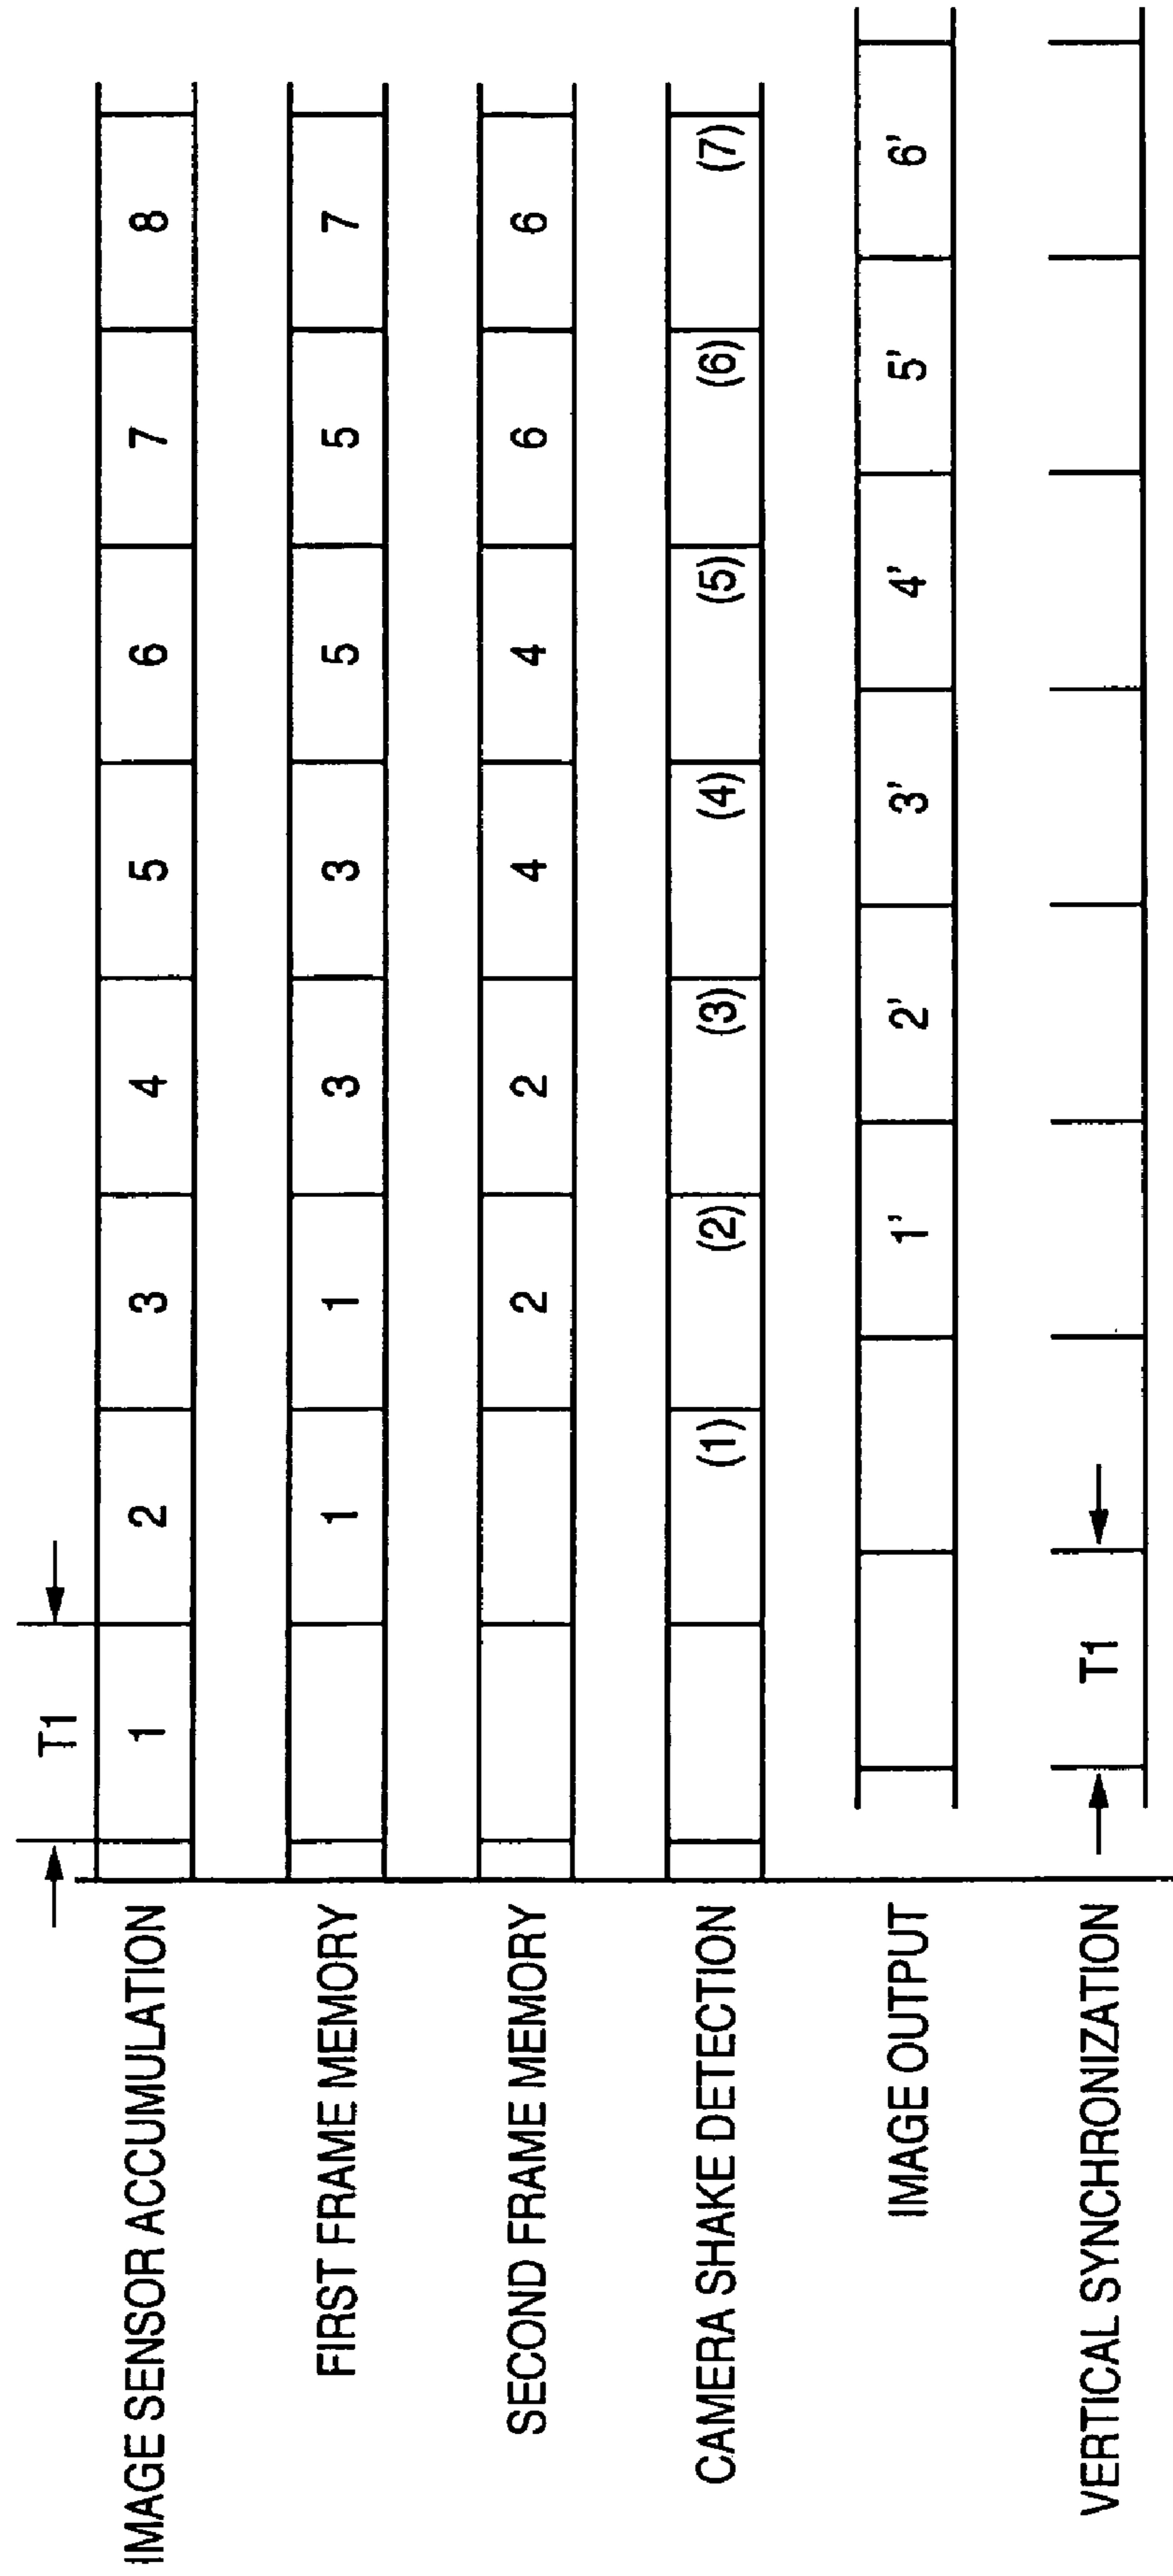 T1
IMAGE SENSOR ACCUMULATION 1 2 3 4 5 6 7 8
FIRST FRAME MEMORY 1 1 3 3 5 5 7
SECOND FRAME MEMORY 2 2 4 4 6 6
CAMERA SHAKE DETECTION (1) (2) (3) (4) (5) (6) (7)
IMAGE OUTPUT 1' 2' 3' 4' 5' 6'
VERTICAL SYNCHRONIZATION T1